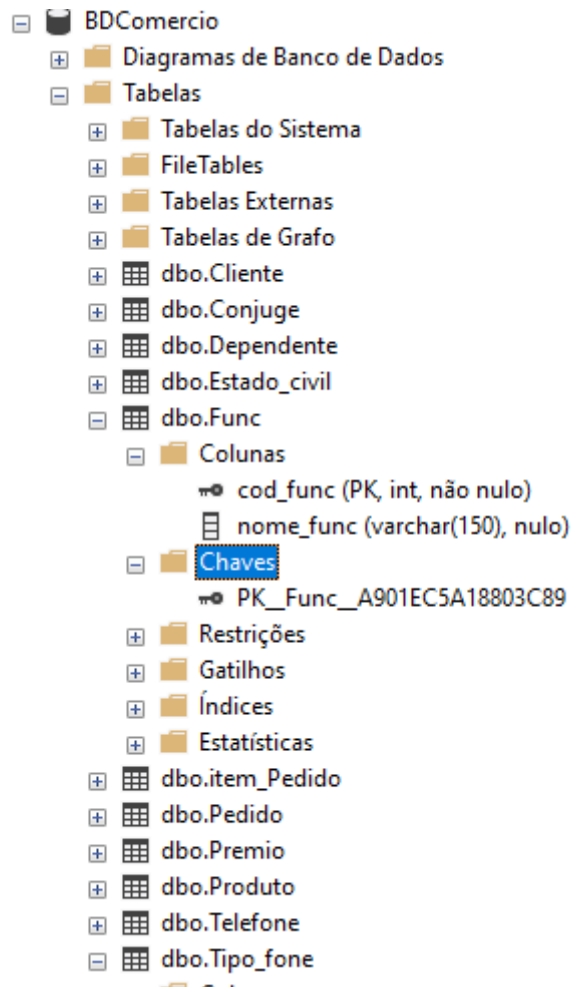 BDComercio
Diagramas de Banco de Dados
Tabelas
Tabelas do Sistema
FileTables
Tabelas Externas
Tabelas de Grafo
dbo.Cliente
dbo.Conjuge
dbo.Dependente
dbo.Estado_civil
dbo.Func
Colunas
cod_func (PK, int, não nulo)
nome_func (varchar(150), nulo)
Chaves
PK__Func__A901EC5A18803C89
Restrições
Gatilhos
Índices
Estatísticas
dbo.item_Pedido
dbo.Pedido
dbo.Premio
dbo.Produto
dbo.Telefone
dbo.Tipo_fone